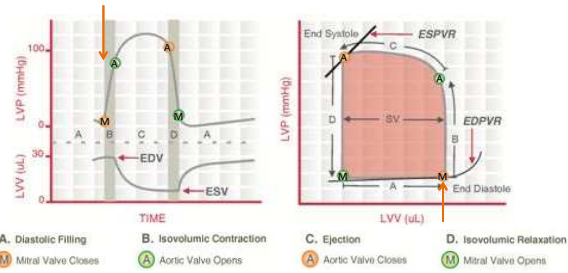 LVP (mmHg)
100
0
A
M
A
M
A B C D A
LVV (uL)
30
0
EDV
ESV
TIME
End Systole
ESPVR
C
A
A
LVP (mmHg)
D
SV
B
EDPVR
M
M
A
End Diastole
LVV (uL)
A. Diastolic Filling
B. Isovolumic Contraction
C. Ejection
D. Isovolumic Relaxation
M Mitral Valve Closes
A Aortic Valve Opens
A Aortic Valve Closes
M Mitral Valve Opens